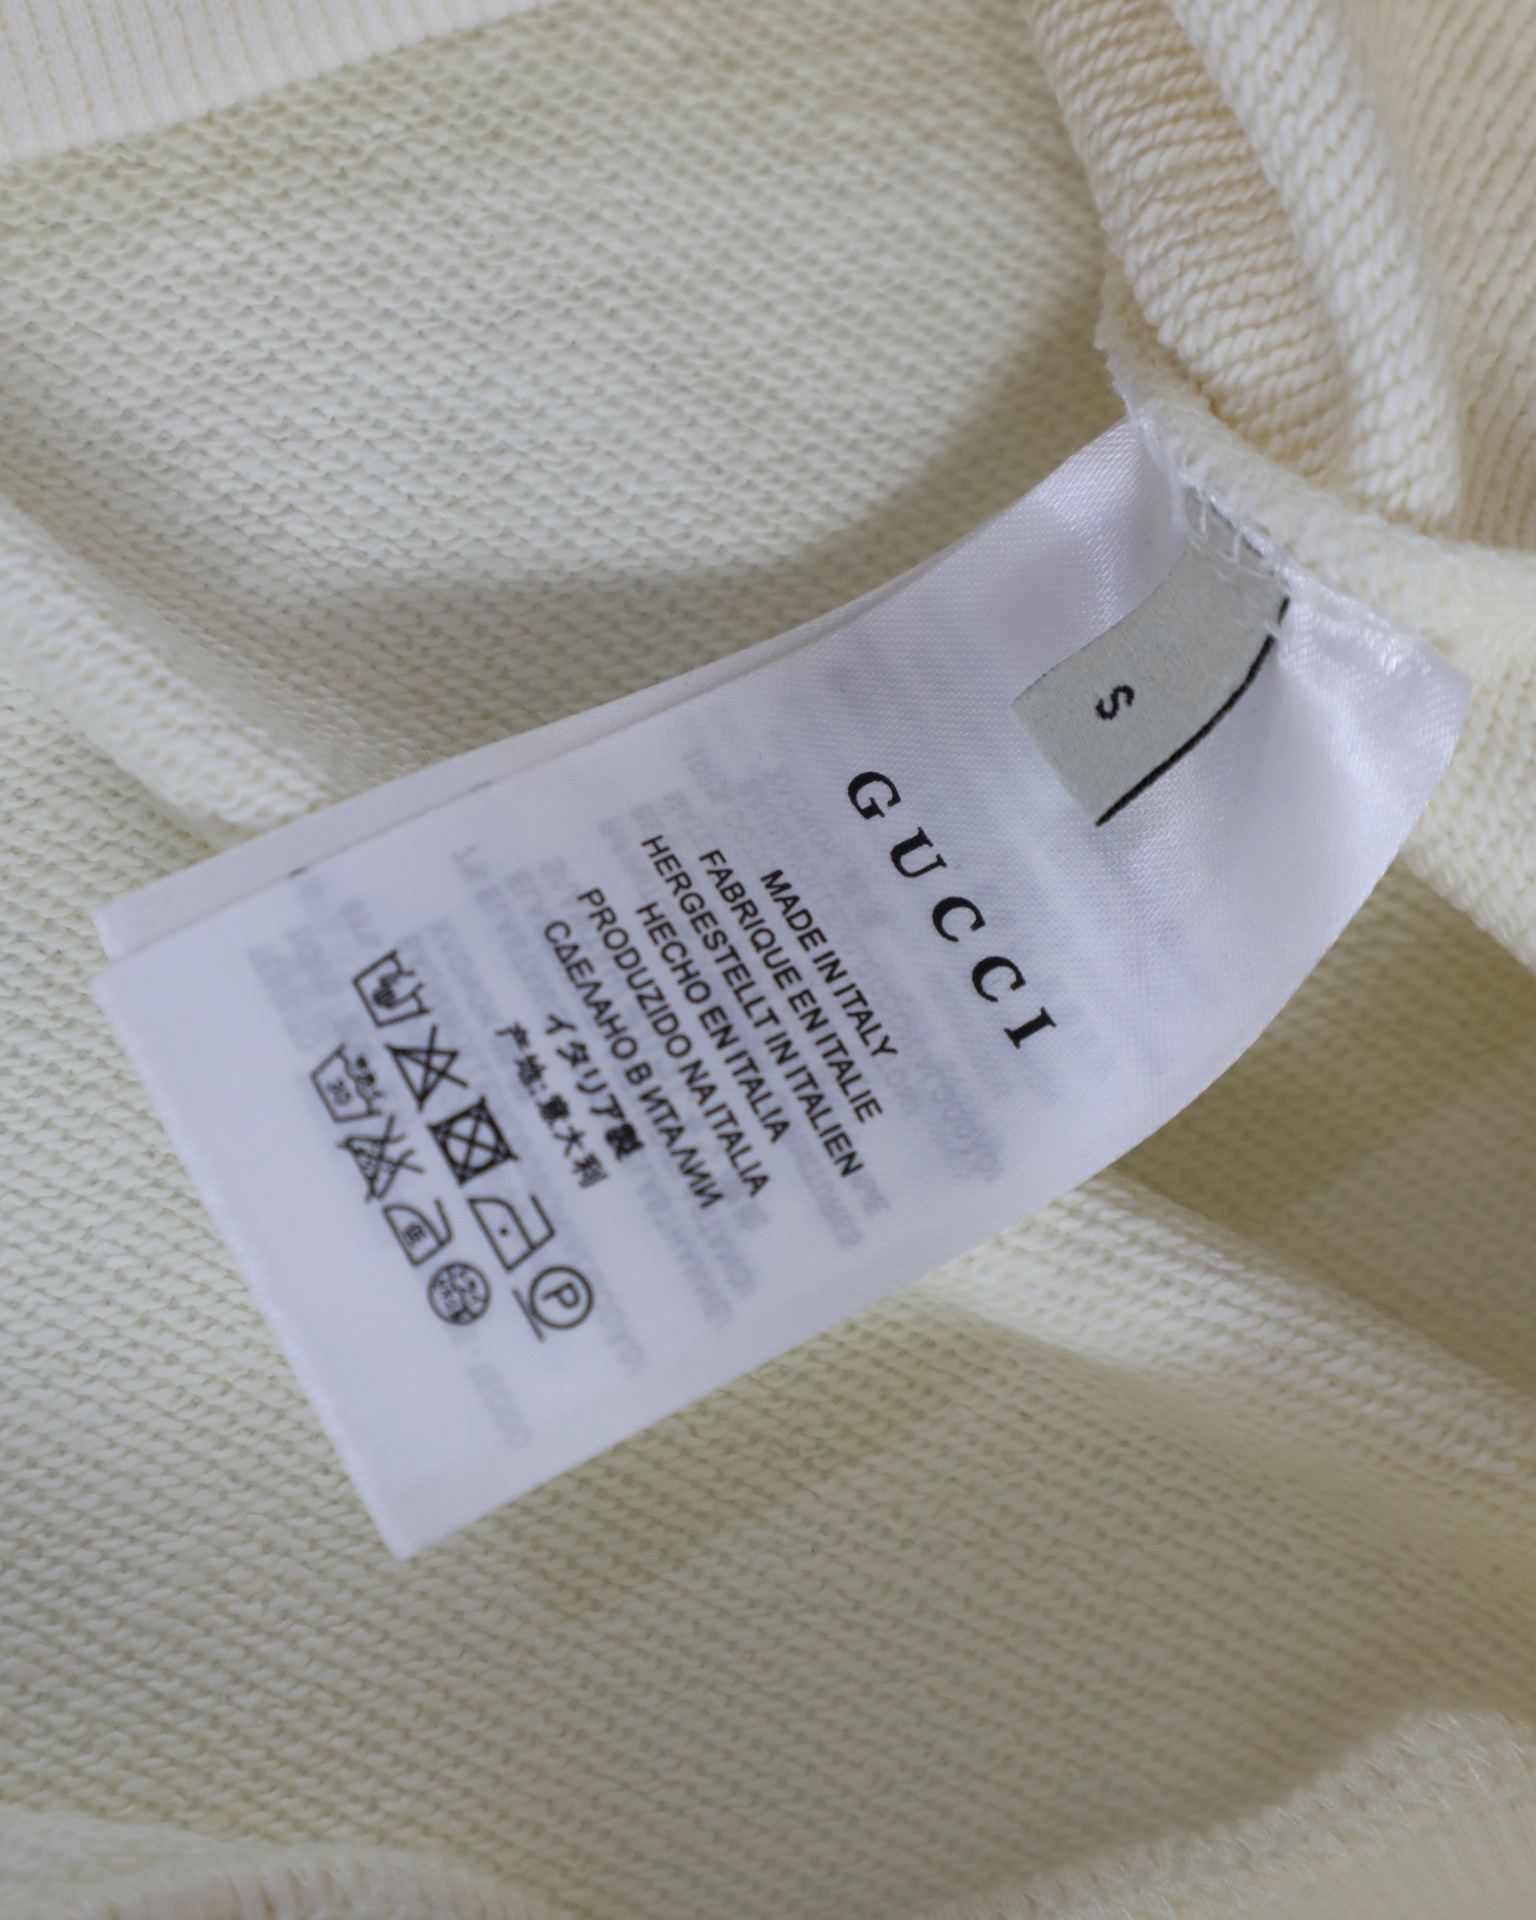 S
GUCCI
MADE IN ITALY
FABRIQUE EN ITALIE
HERGESTELLT IN ITALIEN
HECHO EN ITALIA
PRODUZIDO NA ITALIA
СДЕЛАНО В ИТАЛИИ
イタリア製
产地:意大利
P
30